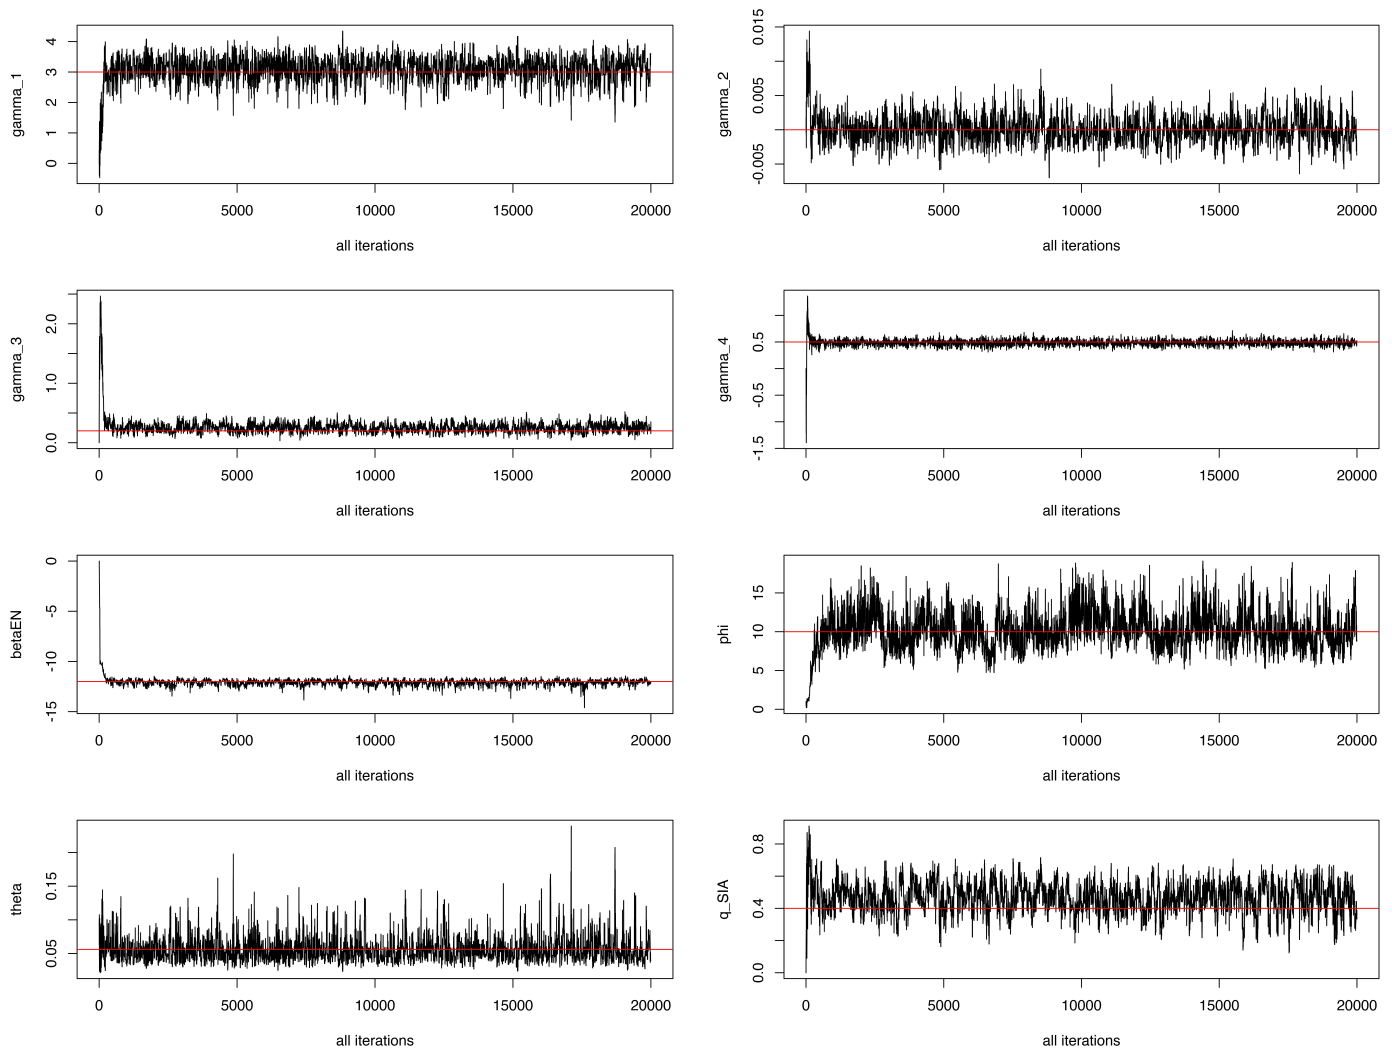 gamma_1
0 1 2 3 4
0 5000 10000 15000 20000
all iterations
gamma_2
-0.005 0.005 0.015
0 5000 10000 15000 20000
all iterations
gamma_3
0.0 1.0 2.0
0 5000 10000 15000 20000
all iterations
gamma_4
-1.5 -0.5 0.5
0 5000 10000 15000 20000
all iterations
betaEN
-15 -10 -5 0
0 5000 10000 15000 20000
all iterations
phi
0 5 10 15
0 5000 10000 15000 20000
all iterations
theta
0.05 0.15
0 5000 10000 15000 20000
all iterations
q_SIA
0.0 0.4 0.8
0 5000 10000 15000 20000
all iterations